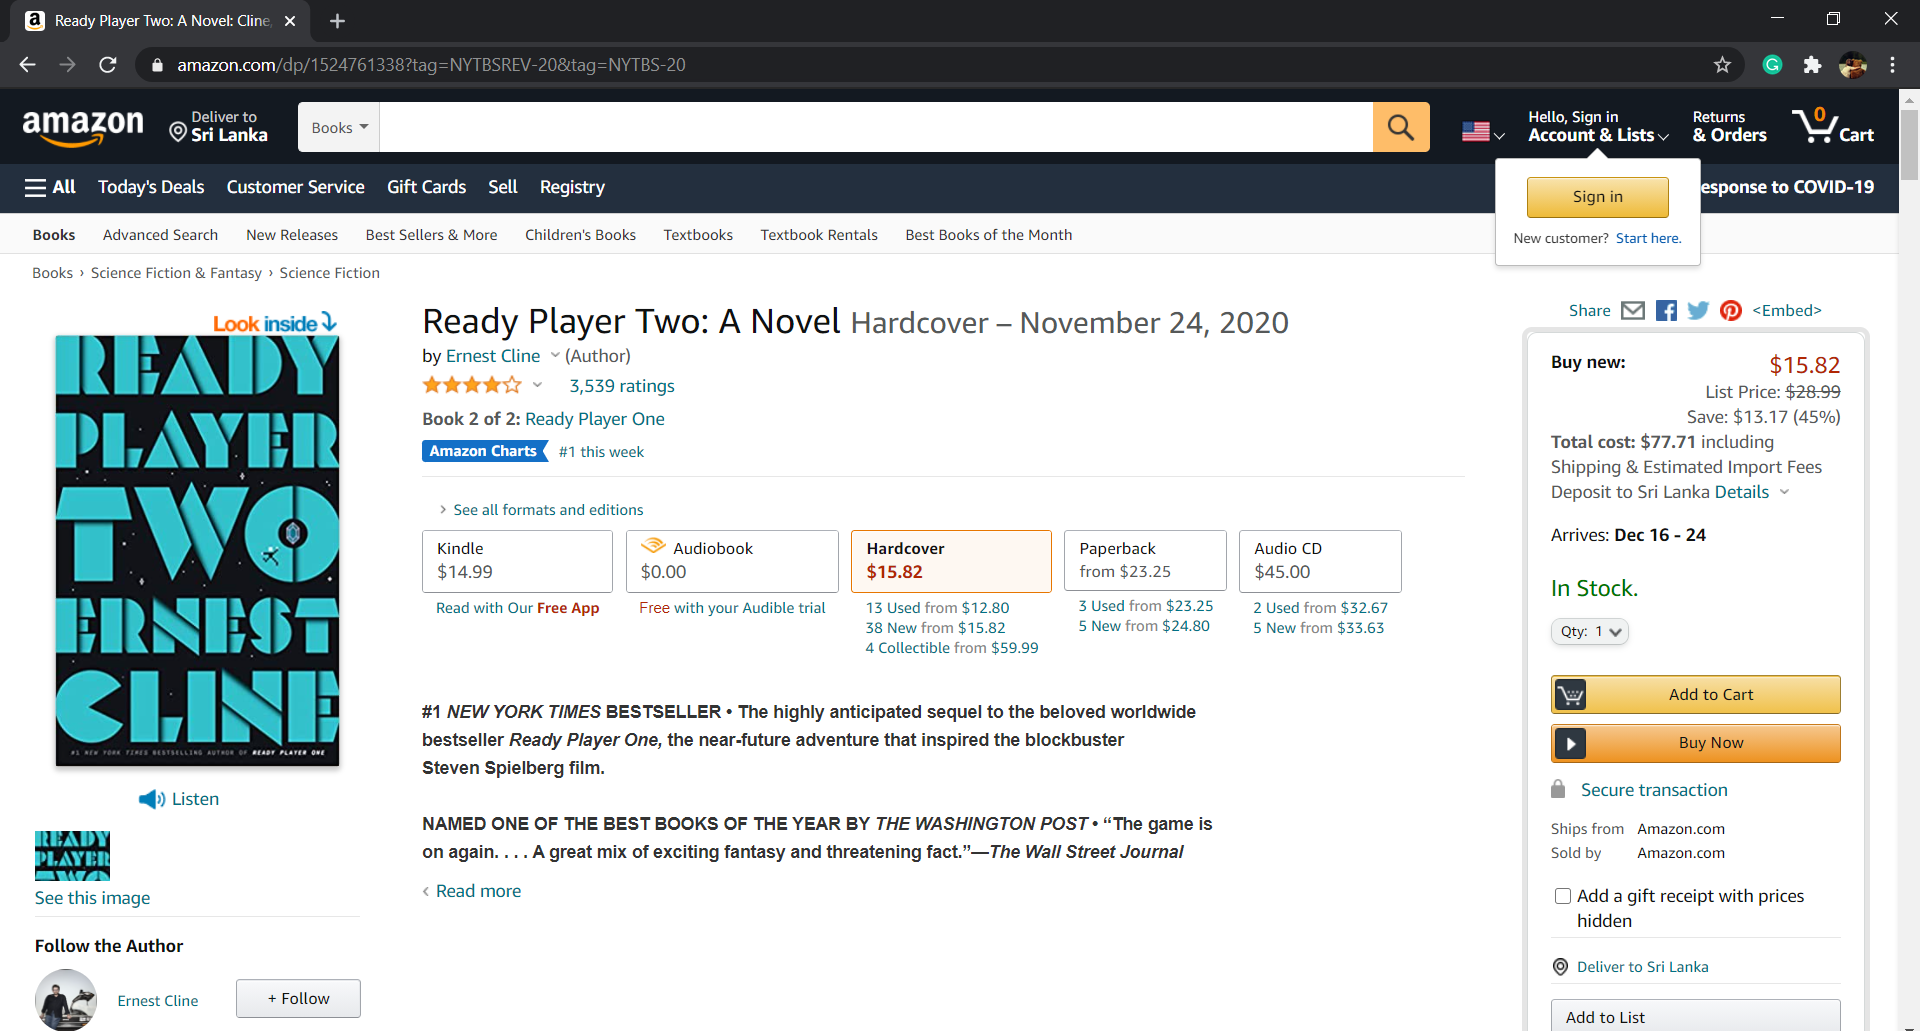 Ready Player Two: A Novel: Cline,
amazon.com/dp/1524761338?tag=NYTBSREV-20&tag=NYTBS-20
amazon
Deliver to
Sri Lanka
Books
Hello, Sign in
Account & Lists
Returns
& Orders
0
Cart
All
Today's Deals
Customer Service
Gift Cards
Sell
Registry
esponse to COVID-19
Sign in
New customer? Start here.
Books
Advanced Search
New Releases
Best Sellers & More
Children's Books
Textbooks
Textbook Rentals
Best Books of the Month
Books › Science Fiction & Fantasy › Science Fiction
Look inside
READY
PLAYER
TWO
ERNEST
CLINE
#1 NEW YORK TIMES BESTSELLING AUTHOR OF READY PLAYER ONE
Listen
READY
PLAYER
See this image
Follow the Author
Ernest Cline
+ Follow
Ready Player Two: A Novel Hardcover – November 24, 2020
by Ernest Cline (Author)
3,539 ratings
Book 2 of 2: Ready Player One
Amazon Charts #1 this week
› See all formats and editions
Kindle
$14.99
Read with Our Free App
Audiobook
$0.00
Free with your Audible trial
Hardcover
$15.82
13 Used from $12.80
38 New from $15.82
4 Collectible from $59.99
Paperback
from $23.25
3 Used from $23.25
5 New from $24.80
Audio CD
$45.00
2 Used from $32.67
5 New from $33.63
#1 NEW YORK TIMES BESTSELLER • The highly anticipated sequel to the beloved worldwide
bestseller Ready Player One, the near-future adventure that inspired the blockbuster
Steven Spielberg film.
NAMED ONE OF THE BEST BOOKS OF THE YEAR BY THE WASHINGTON POST • “The game is
on again. . . . A great mix of exciting fantasy and threatening fact.”—The Wall Street Journal
‹ Read more
Share
<Embed>
Buy new:
$15.82
List Price: $28.99
Save: $13.17 (45%)
Total cost: $77.71 including
Shipping & Estimated Import Fees
Deposit to Sri Lanka Details
Arrives: Dec 16 - 24
In Stock.
Qty: 1
Add to Cart
Buy Now
Secure transaction
Ships from Amazon.com
Sold by Amazon.com
Add a gift receipt with prices
hidden
Deliver to Sri Lanka
Add to List